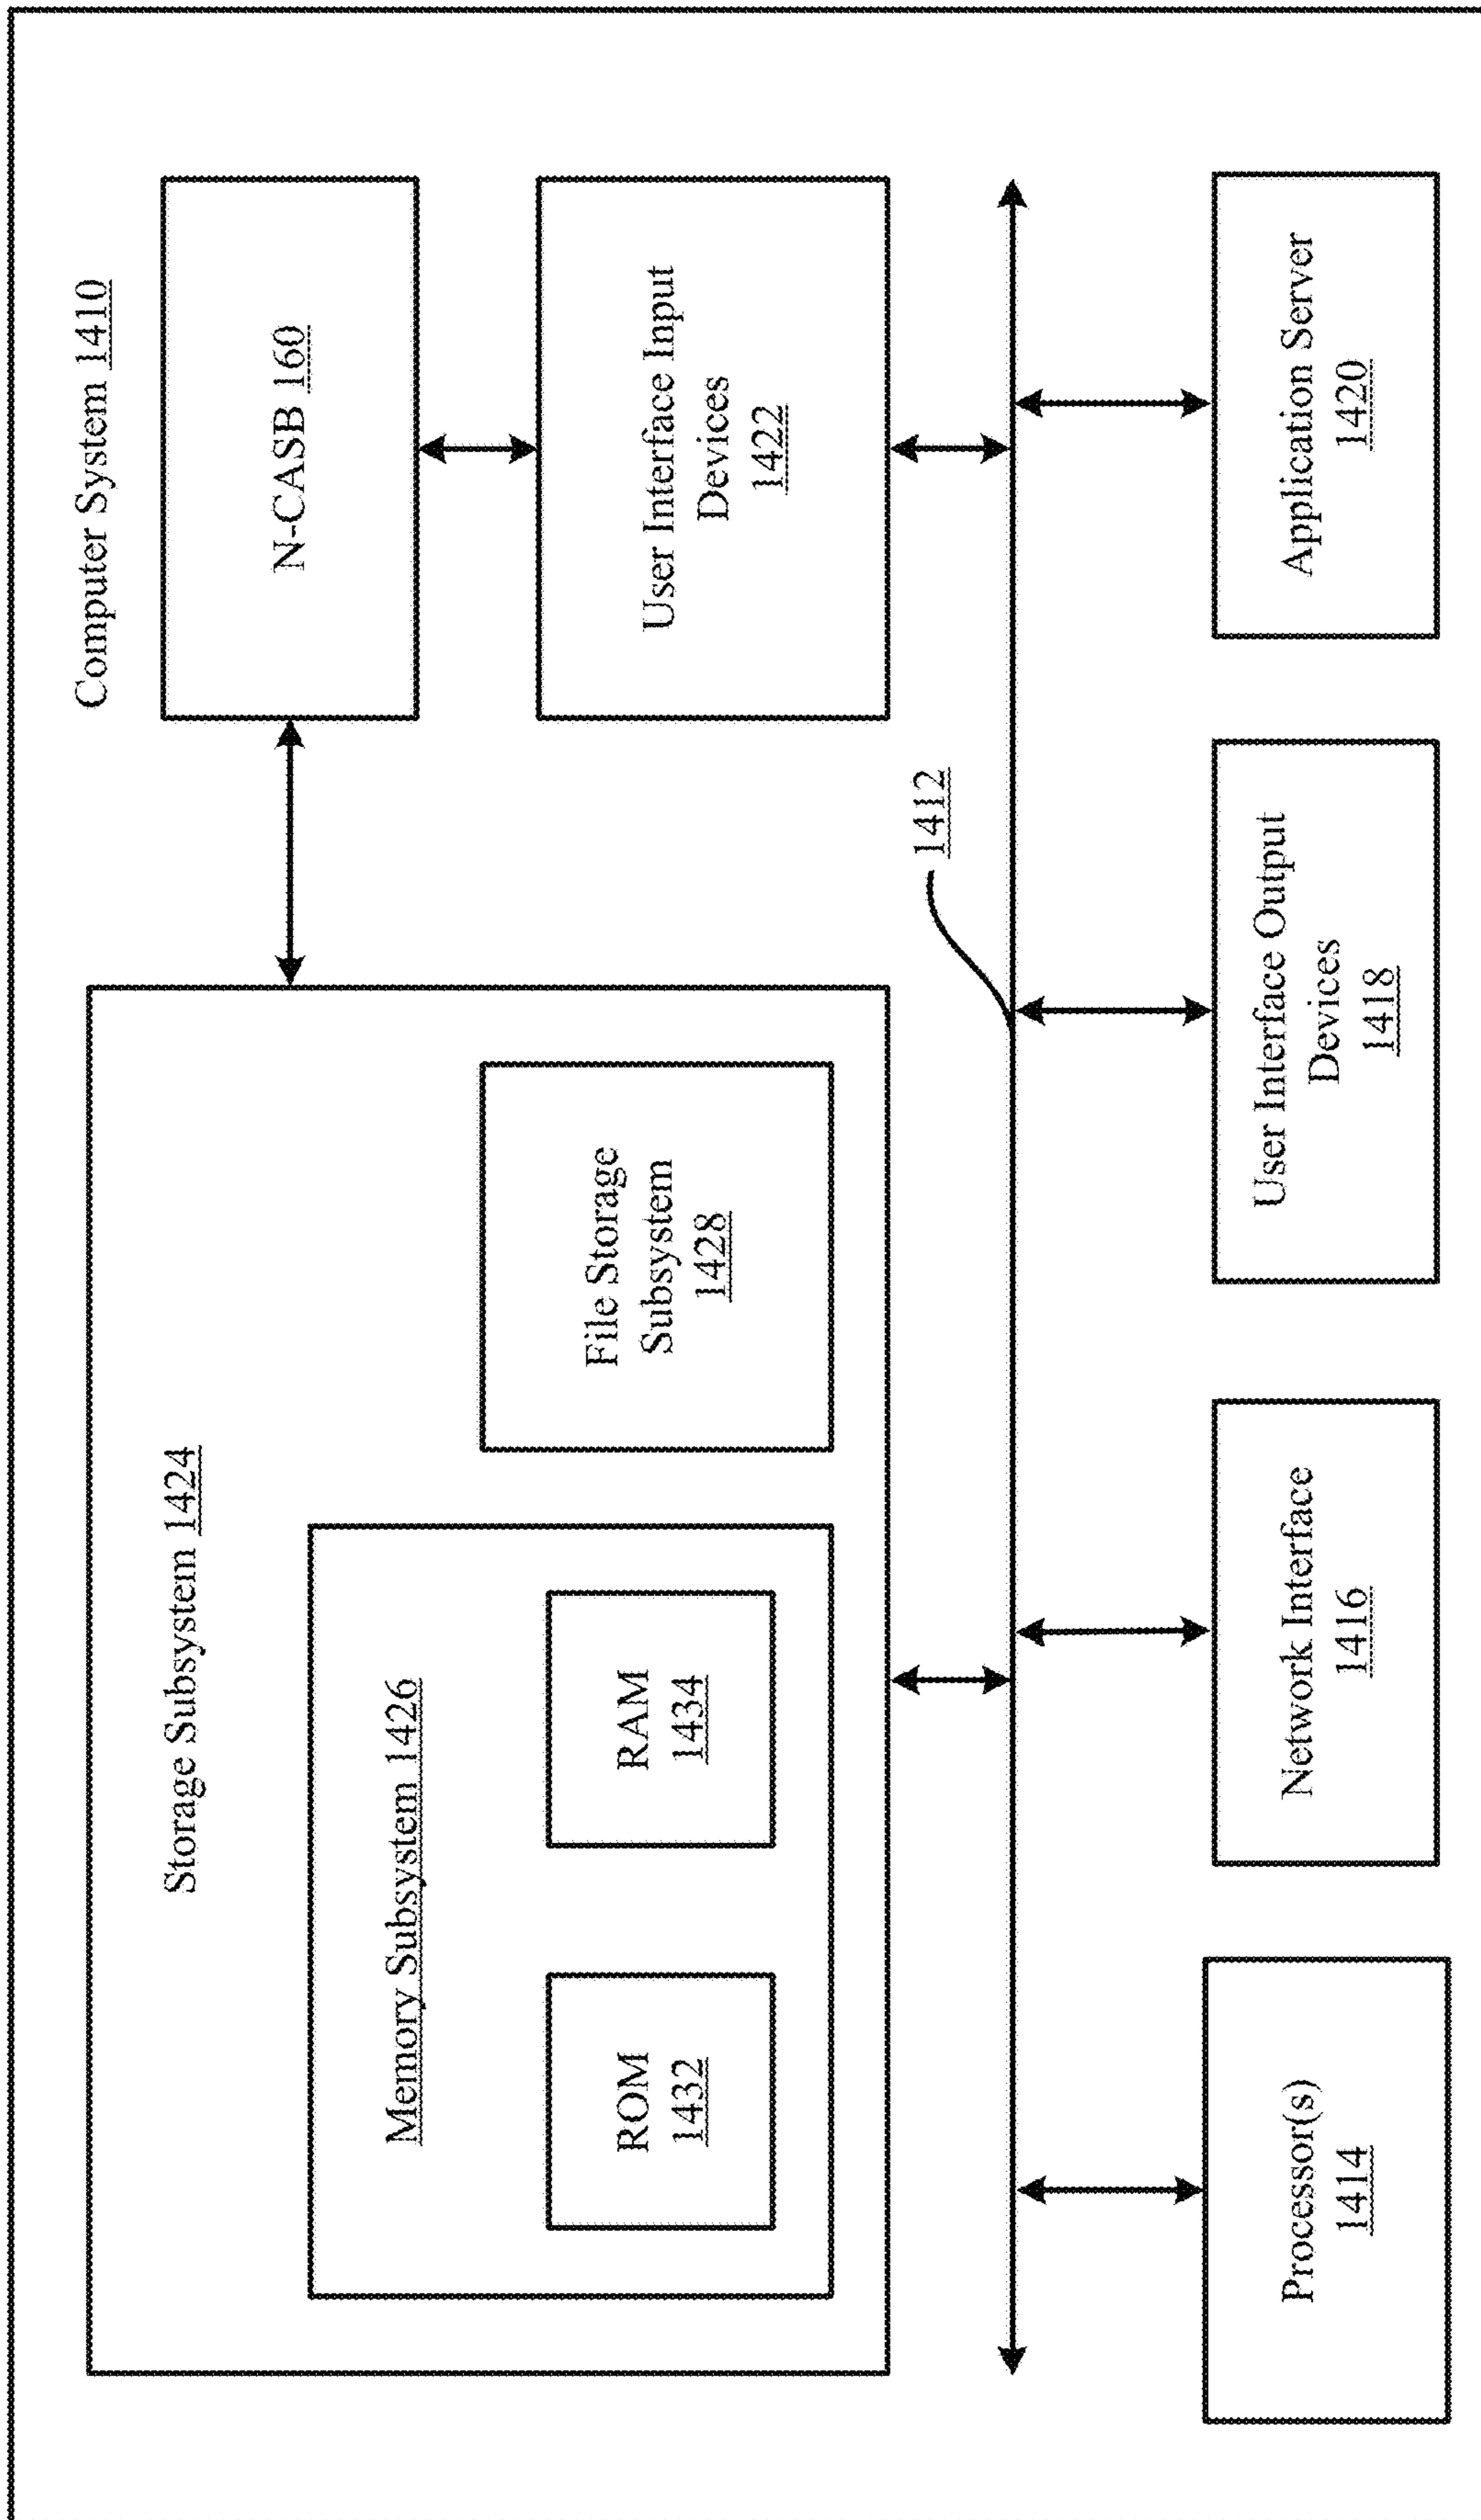 Computer System 1410
Storage Subsystem 1424
N-CASB 160
Memory Subsystem 1426
ROM
1432
RAM
1434
File Storage
Subsystem
1428
User Interface Input
Devices
1422
1412
Processor(s)
1414
Network Interface
1416
User Interface Output
Devices
1418
Application Server
1420